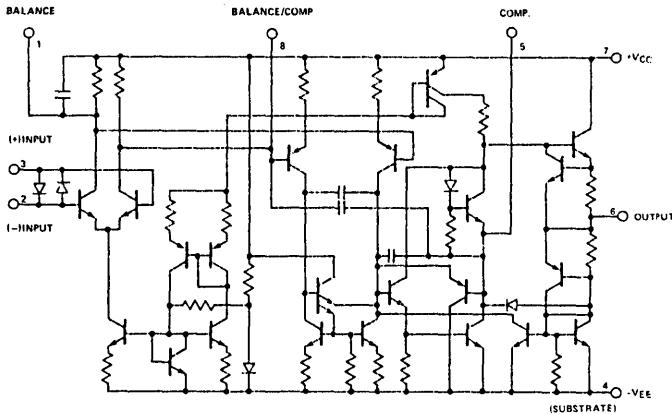 BALANCE
BALANCE/COMP
COMP.
1
8
5
7
+VCC
(+)INPUT
3
2
(−)INPUT
6
OUTPUT
4
-VEE
(SUBSTRATE)